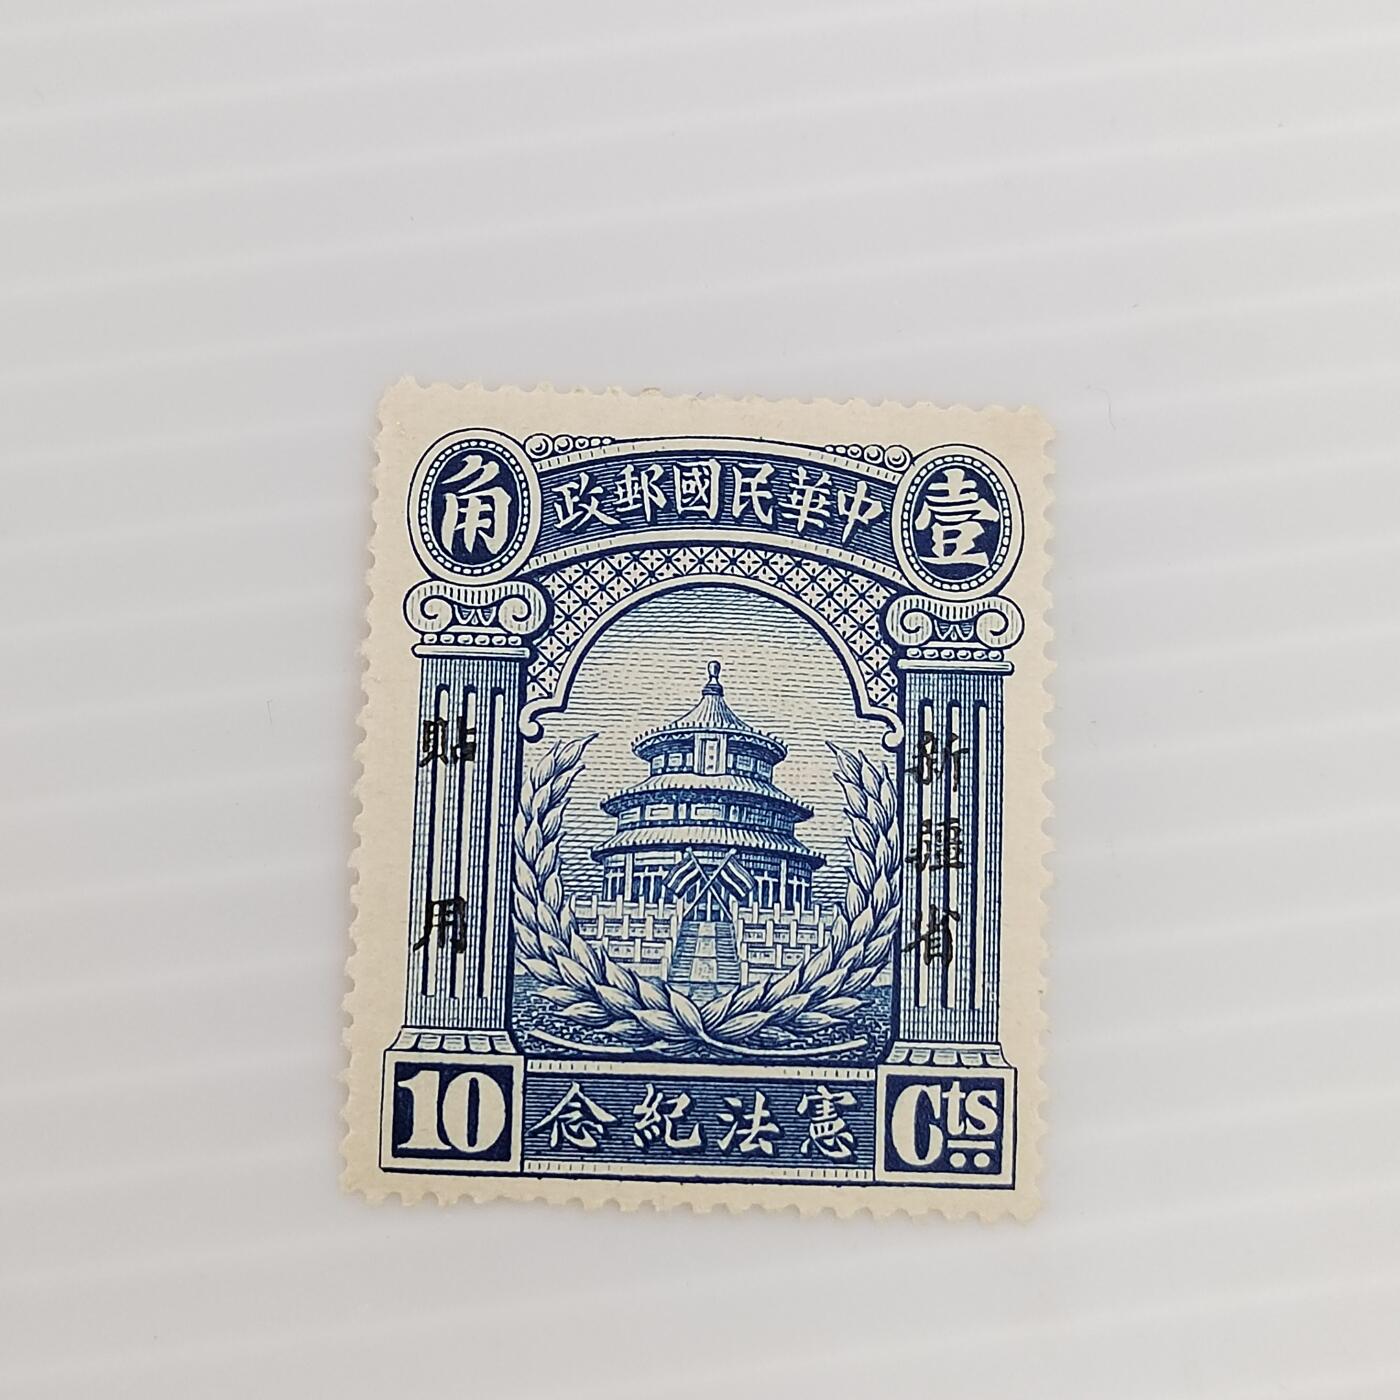 壹角
中華民國郵政
新疆省
貼用
憲法紀念
10 Cts